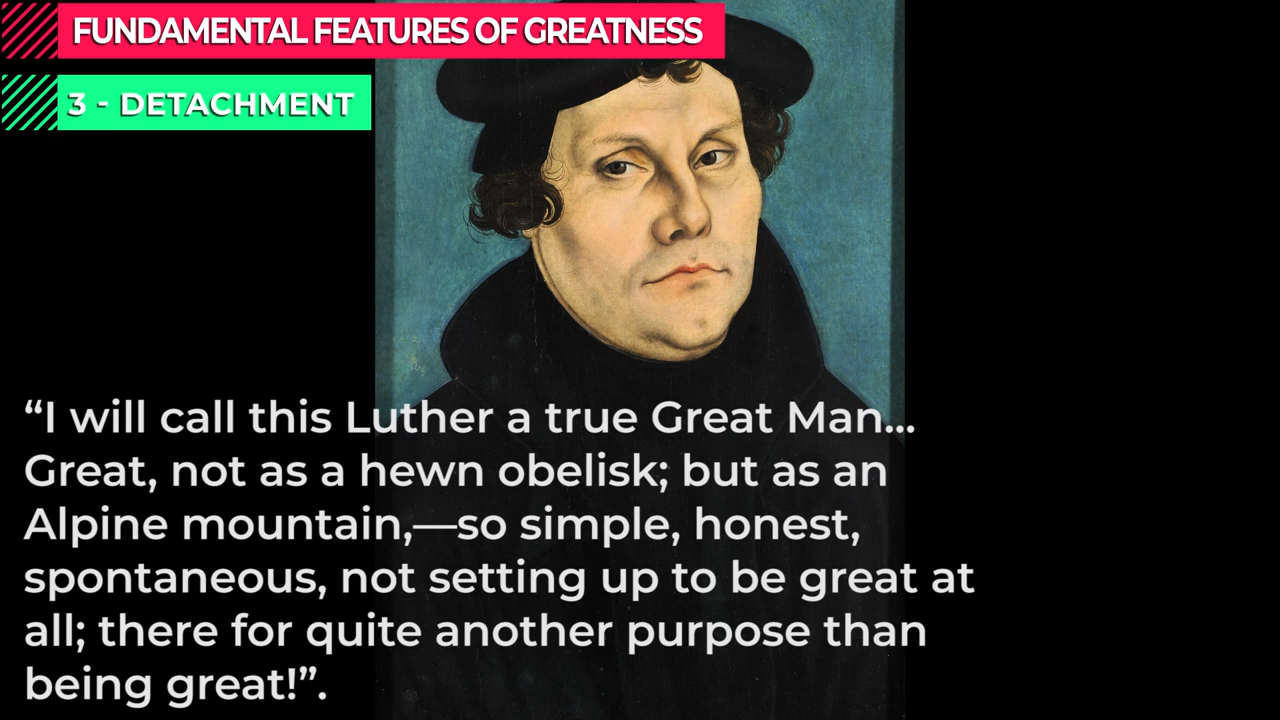 FUNDAMENTAL FEATURES OF GREATNESS
3 - DETACHMENT
“I will call this Luther a true Great Man...
Great, not as a hewn obelisk; but as an
Alpine mountain,—so simple, honest,
spontaneous, not setting up to be great at
all; there for quite another purpose than
being great!”.